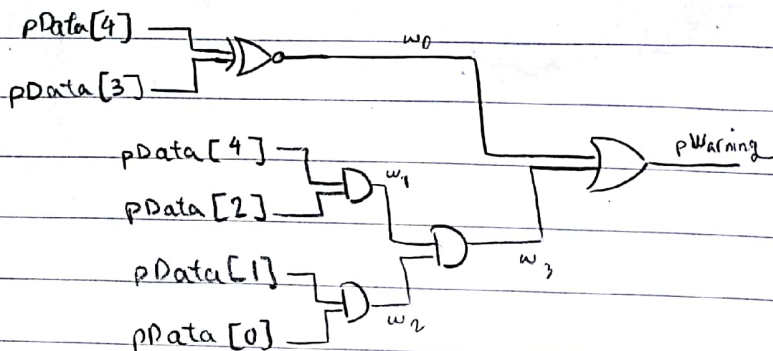 pData[4]
w0
pData[3]
pWarning
pData[4]
w1
pData[2]
pData[1]
w3
w2
pData[0]